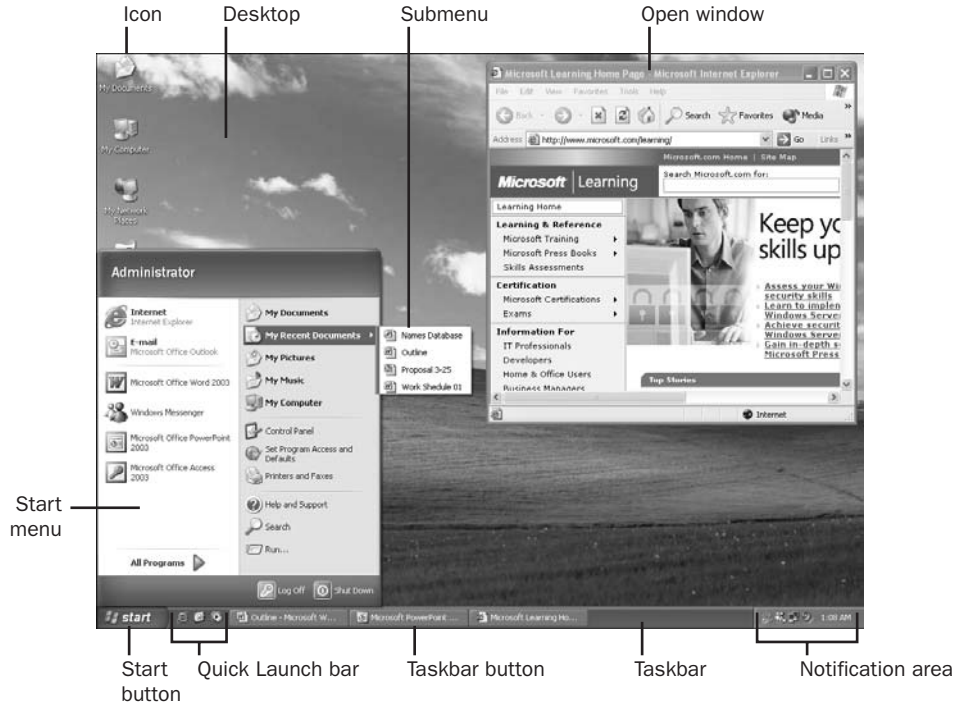 Icon
Desktop
Submenu
Open window
My Documents
My Computer
My Network
Places
Microsoft Learning Home Page - Microsoft Internet Explorer
File Edit View Favorites Tools Help
Back
Search
Favorites
Media
Address
http://www.microsoft.com/learning/
Go
Links
Microsoft.com Home | Site Map
Microsoft | Learning
Search Microsoft.com for:
Learning Home
Learning & Reference
Microsoft Training
Microsoft Press Books
Skills Assessments
Certification
Microsoft Certifications
Exams
Information For
IT Professionals
Developers
Home & Office Users
Business Managers
Keep yo
skills up
Assess your Wi
security skills
Learn to implem
Windows Server
Achieve securit
Windows Server
Gain in-depth s
Microsoft Press
Top Stories
Internet
Administrator
Internet
Internet Explorer
E-mail
Microsoft Office Outlook
Microsoft Office Word 2003
Windows Messenger
Microsoft Office PowerPoint
2003
Microsoft Office Access
2003
All Programs
My Documents
My Recent Documents
My Pictures
My Music
My Computer
Control Panel
Set Program Access and
Defaults
Printers and Faxes
Help and Support
Search
Run...
Names Database
Outline
Proposal 3-25
Work Shedule 01
Log Off
Shut Down
Start
menu
start
Outline - Microsoft W...
Microsoft PowerPoint ...
Microsoft Learning Ho...
1:08 AM
Start
button
Quick Launch bar
Taskbar button
Taskbar
Notification area